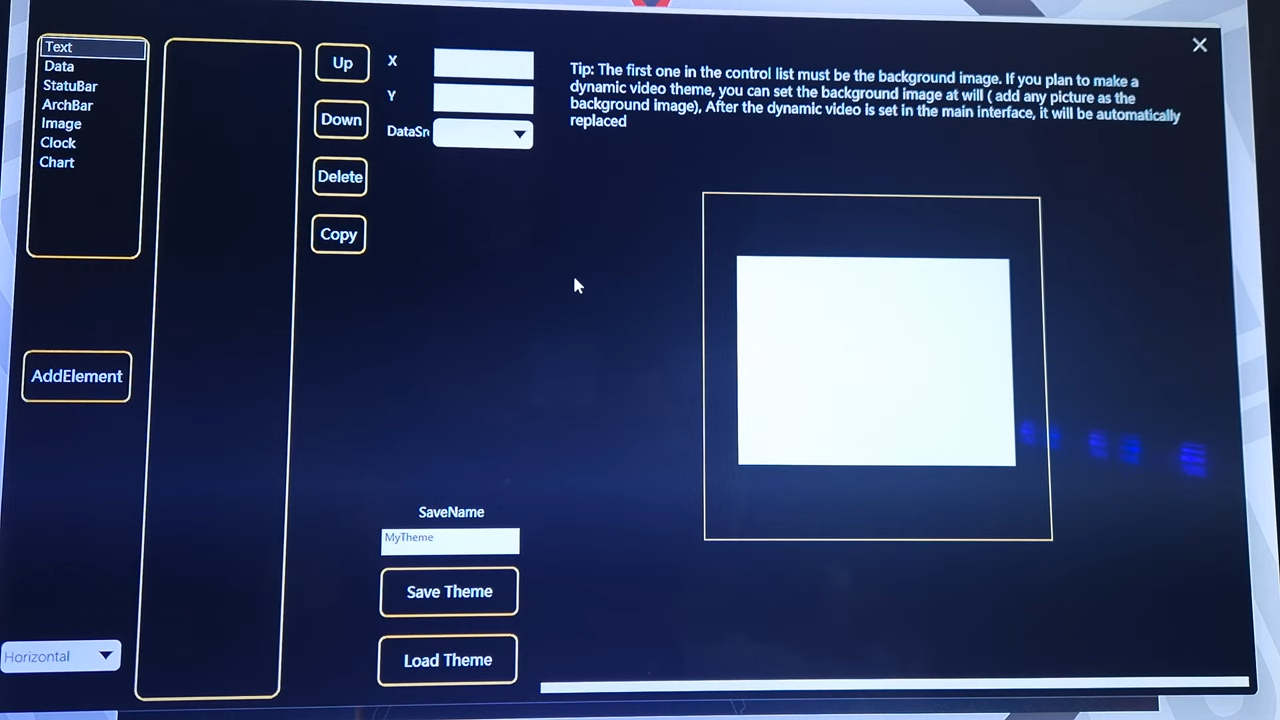 Text
Data
StatuBar
ArchBar
Image
Clock
Chart
AddElement
Horizontal
Up
Down
Delete
Copy
X
Y
DataSr
Tip: The first one in the control list must be the background image. If you plan to make a
dynamic video theme, you can set the background image at will ( add any picture as the
background image), After the dynamic video is set in the main interface, it will be automatically
replaced
SaveName
MyTheme
Save Theme
Load Theme